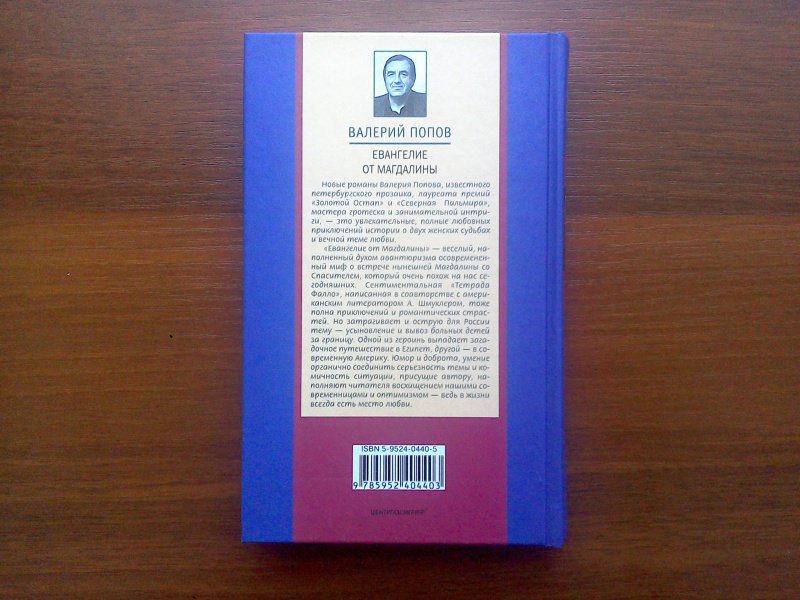 ВАЛЕРИЙ ПОПОВ
ЕВАНГЕЛИЕ
ОТ МАГДАЛИНЫ
Новые романы Валерия Попова, известного
петербургского прозаика, лауреата премий
«Золотой Остап» и «Северная Пальмира»,
мастера гротеска и занимательной интри-
ги, — это увлекательные, полные любовных
приключений истории о двух женских судьбах
и вечной теме любви.
«Евангелие от Магдалины» — веселый, на-
полненный духом авантюризма осовременен-
ный миф о встрече нынешней Магдалины со
Спасителем, который очень похож на нас се-
годняшних. Сентиментальная «Тетрада
Фалло», написанная в соавторстве с амери-
канским литератором А. Шмуклером, тоже
полна приключений и романтических страс-
тей. Но затрагивает и острую для России
тему — усыновление и вывоз больных детей
за границу. Одной из героинь выпадает зага-
дочное путешествие в Египет, другой — в со-
временную Америку. Юмор и доброта, умение
органично соединить серьезность темы и ко-
мичность ситуации, присущие автору, на-
полняют читателя восхищением нашими со-
временницами и оптимизмом — ведь в жизни
всегда есть место любви.
ISBN 5-9524-0440-5
9 785952 404403
ЦЕНТРПОЛИГРАФ